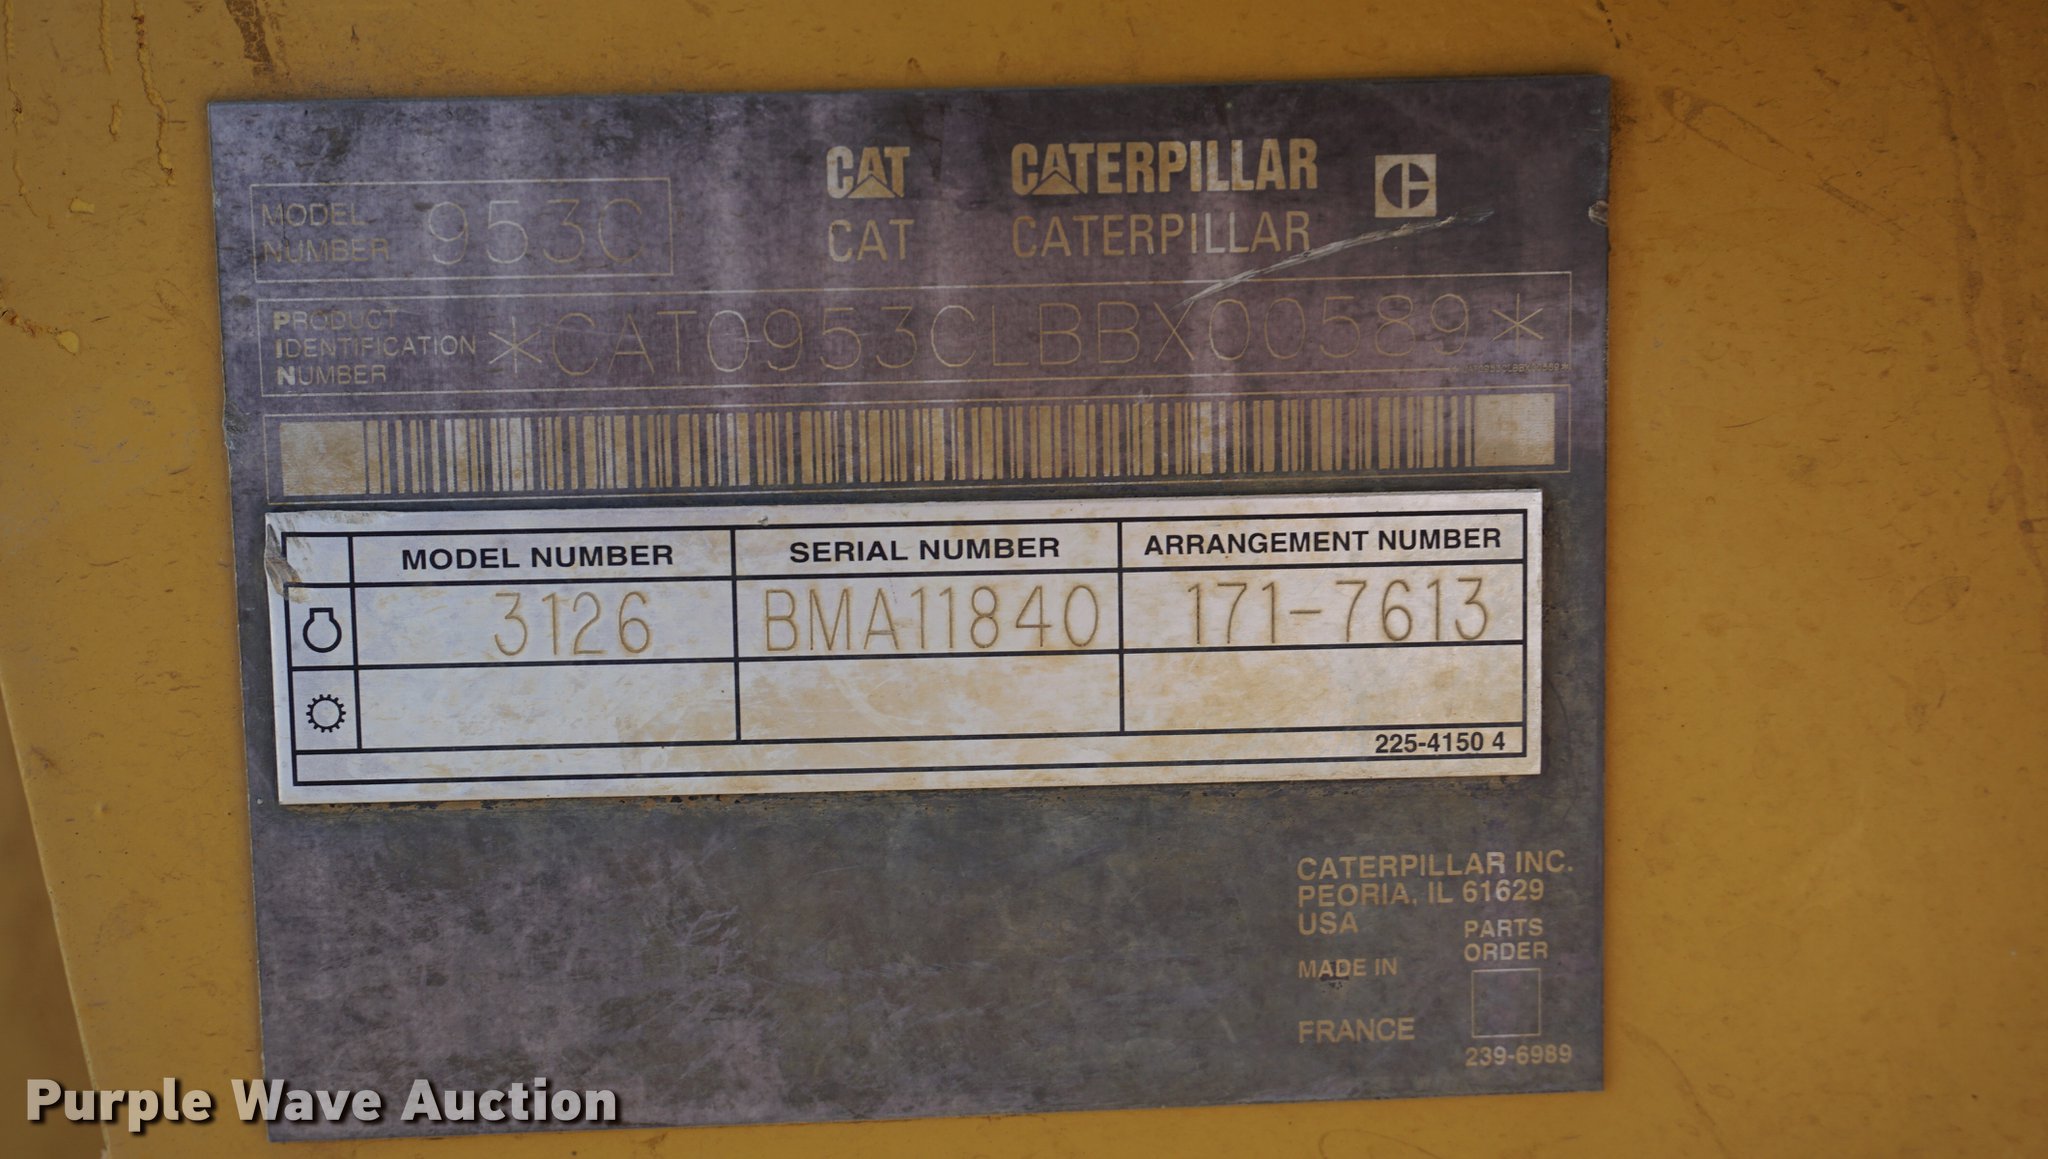 CAT CATERPILLAR
CAT CATERPILLAR
MODEL
NUMBER 953C
PRODUCT
IDENTIFICATION
NUMBER
*CAT0953CLBBX00589*
*CAT0953CLBBX00589*
MODEL NUMBER SERIAL NUMBER ARRANGEMENT NUMBER
3126 BMA11840 171-7613
225-4150 4
CATERPILLAR INC.
PEORIA, IL 61629
USA
PARTS
ORDER
MADE IN
FRANCE
239-6989
Purple Wave Auction